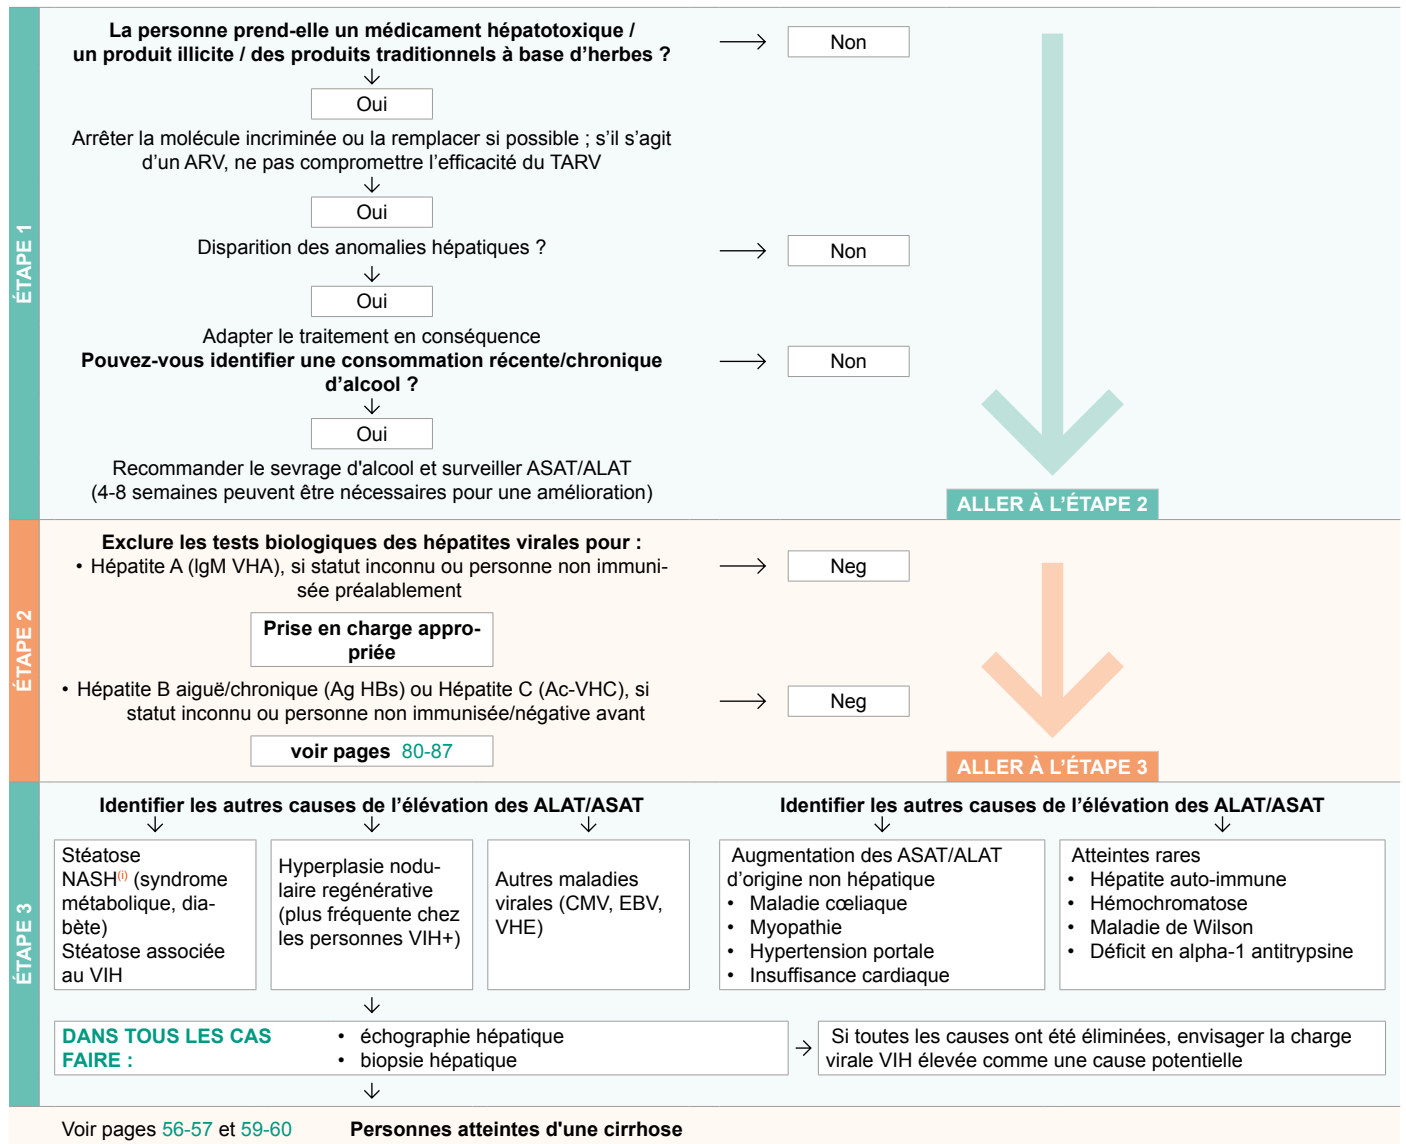 ÉTAPE 1
La personne prend-elle un médicament hépatotoxique /
un produit illicite / des produits traditionnels à base d’herbes ?
Non
Oui
Arrêter la molécule incriminée ou la remplacer si possible ; s’il s’agit
d’un ARV, ne pas compromettre l’efficacité du TARV
Oui
Disparition des anomalies hépatiques ?
Non
Oui
Adapter le traitement en conséquence
Pouvez-vous identifier une consommation récente/chronique
d’alcool ?
Non
Oui
Recommander le sevrage d'alcool et surveiller ASAT/ALAT
(4-8 semaines peuvent être nécessaires pour une amélioration)
ALLER À L’ÉTAPE 2
ÉTAPE 2
Exclure les tests biologiques des hépatites virales pour :
• Hépatite A (IgM VHA), si statut inconnu ou personne non immuni-
sée préalablement
Neg
Prise en charge appro-
priée
• Hépatite B aiguë/chronique (Ag HBs) ou Hépatite C (Ac-VHC), si
statut inconnu ou personne non immunisée/négative avant
Neg
voir pages 80-87
ALLER À L’ÉTAPE 3
ÉTAPE 3
Identifier les autres causes de l’élévation des ALAT/ASAT
Stéatose
NASH(i) (syndrome
métabolique, dia-
bète)
Stéatose associée
au VIH
Hyperplasie nodu-
laire regénérative
(plus fréquente chez
les personnes VIH+)
Autres maladies
virales (CMV, EBV,
VHE)
Identifier les autres causes de l’élévation des ALAT/ASAT
Augmentation des ASAT/ALAT
d’origine non hépatique
• Maladie cœliaque
• Myopathie
• Hypertension portale
• Insuffisance cardiaque
Atteintes rares
• Hépatite auto-immune
• Hémochromatose
• Maladie de Wilson
• Déficit en alpha-1 antitrypsine
DANS TOUS LES CAS
FAIRE :
• échographie hépatique
• biopsie hépatique
Si toutes les causes ont été éliminées, envisager la charge
virale VIH élevée comme une cause potentielle
Voir pages 56-57 et 59-60 Personnes atteintes d'une cirrhose